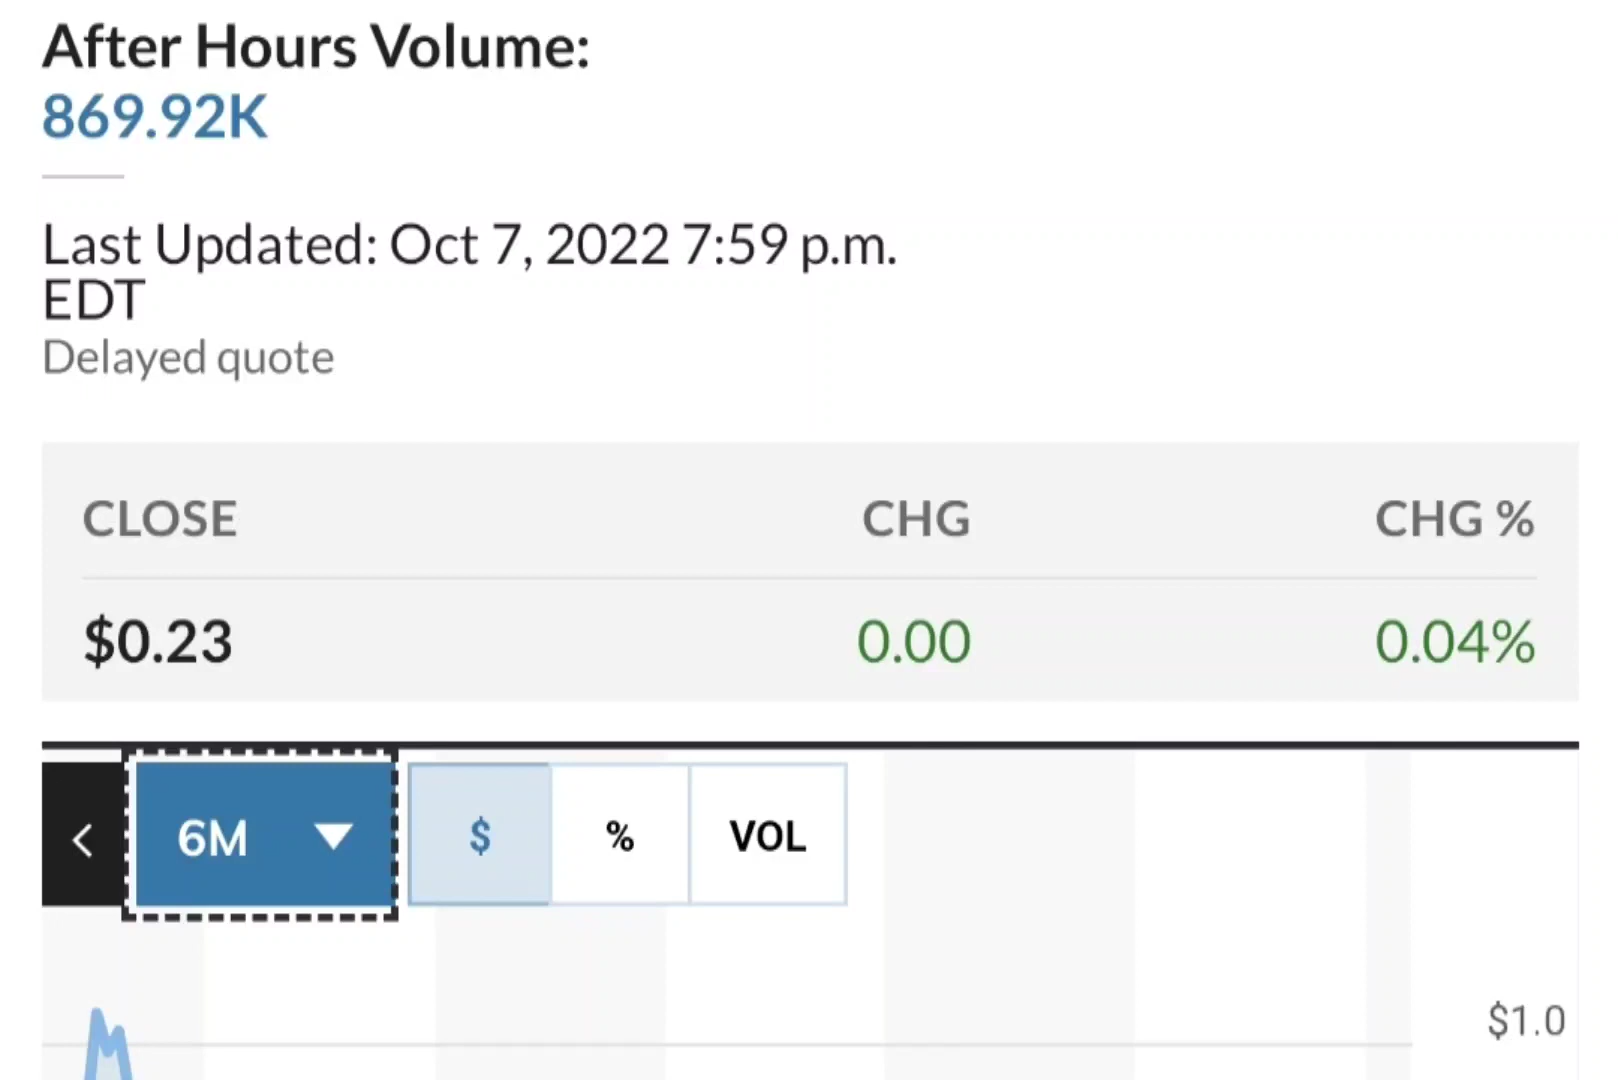 After Hours Volume:
869.92K
Last Updated: Oct 7, 2022 7:59 p.m.
EDT
Delayed quote
CLOSE CHG CHG %
$0.23 0.00 0.04%
6M $ % VOL
$1.0